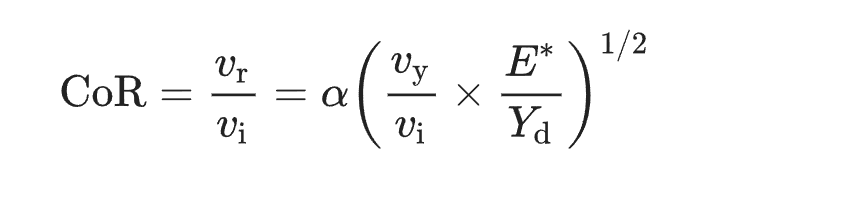 CoR = v_r / v_i = α( v_y / v_i × E* / Y_d )^{1/2}